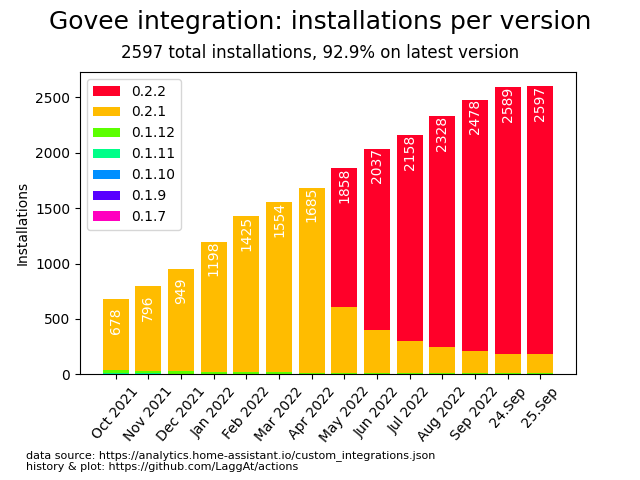 Govee integration: installations per version
2597 total installations, 92.9% on latest version
Installations
2500
2000
1500
1000
500
0
0.2.2
0.2.1
0.1.12
0.1.11
0.1.10
0.1.9
0.1.7
678
796
949
1198
1425
1554
1685
1858
2037
2158
2328
2478
2589
2597
Oct 2021
Nov 2021
Dec 2021
Jan 2022
Feb 2022
Mar 2022
Apr 2022
May 2022
Jun 2022
Jul 2022
Aug 2022
Sep 2022
24.Sep
25.Sep
data source: https://analytics.home-assistant.io/custom_integrations.json
history & plot: https://github.com/LaggAt/actions